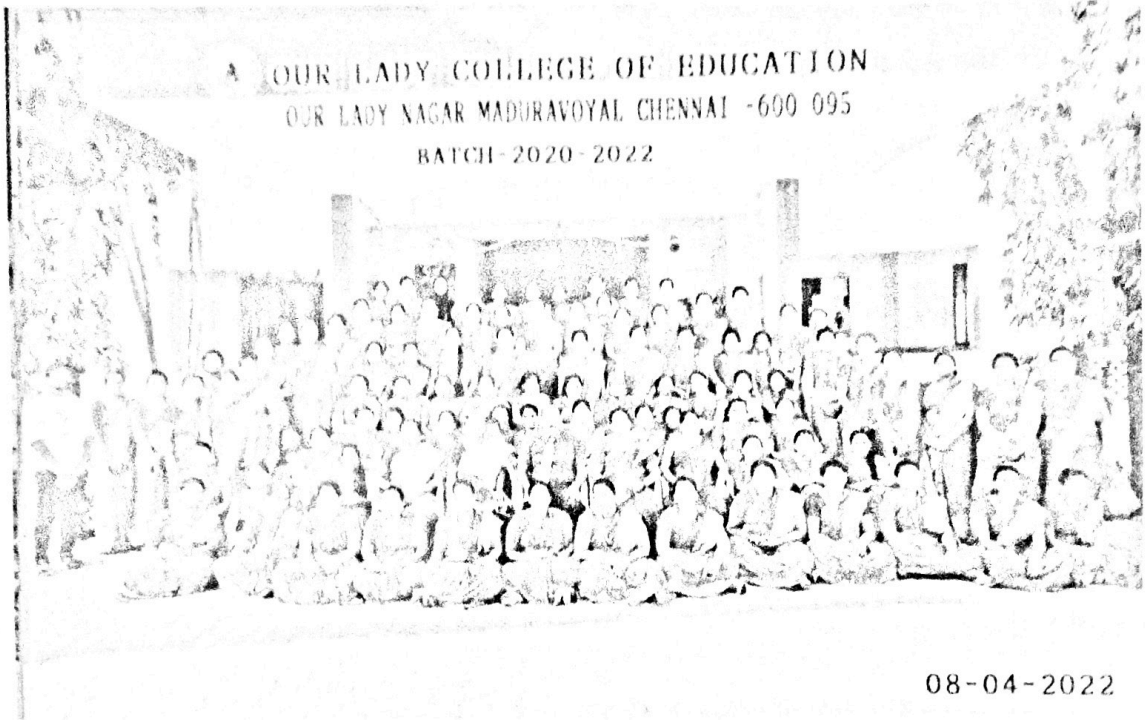 OUR LADY COLLEGE OF EDUCATION
OUR LADY NAGAR MADURAVOYAL CHENNAI -600 095
BATCH-2020-2022
08-04-2022